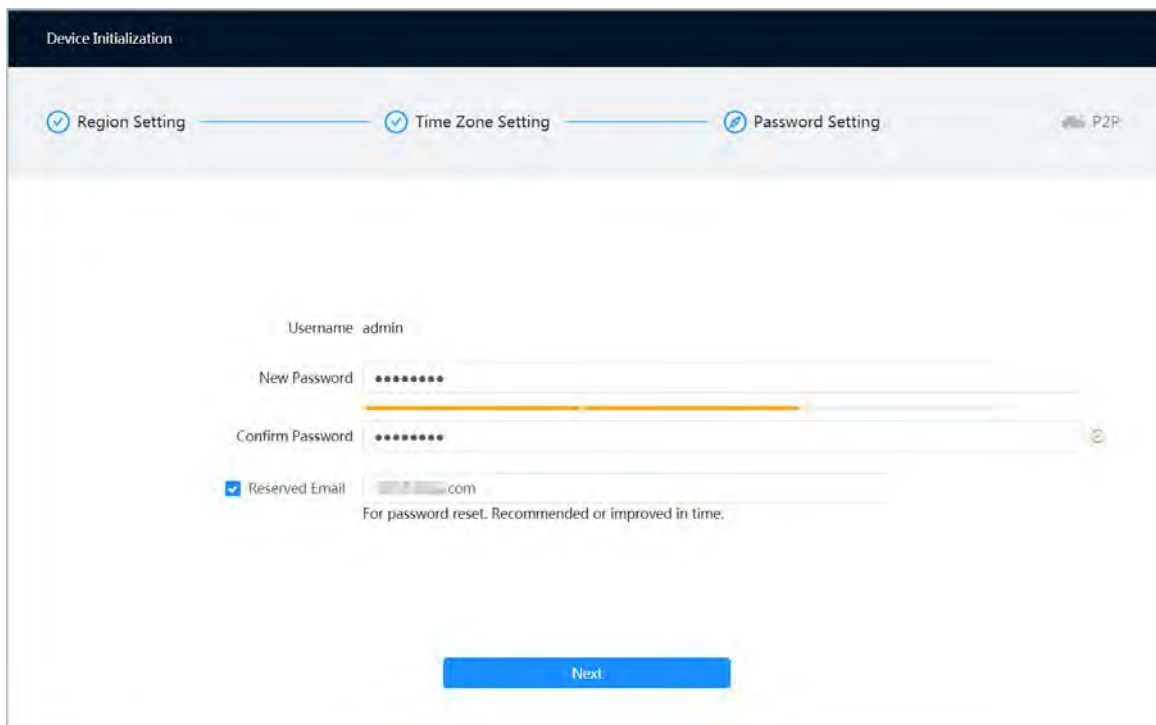 Device Initialization
Region Setting
Time Zone Setting
Password Setting
P2P
Username admin
New Password ●●●●●●●●
Confirm Password ●●●●●●●●
Reserved Email .com
For password reset. Recommended or improved in time.
Next